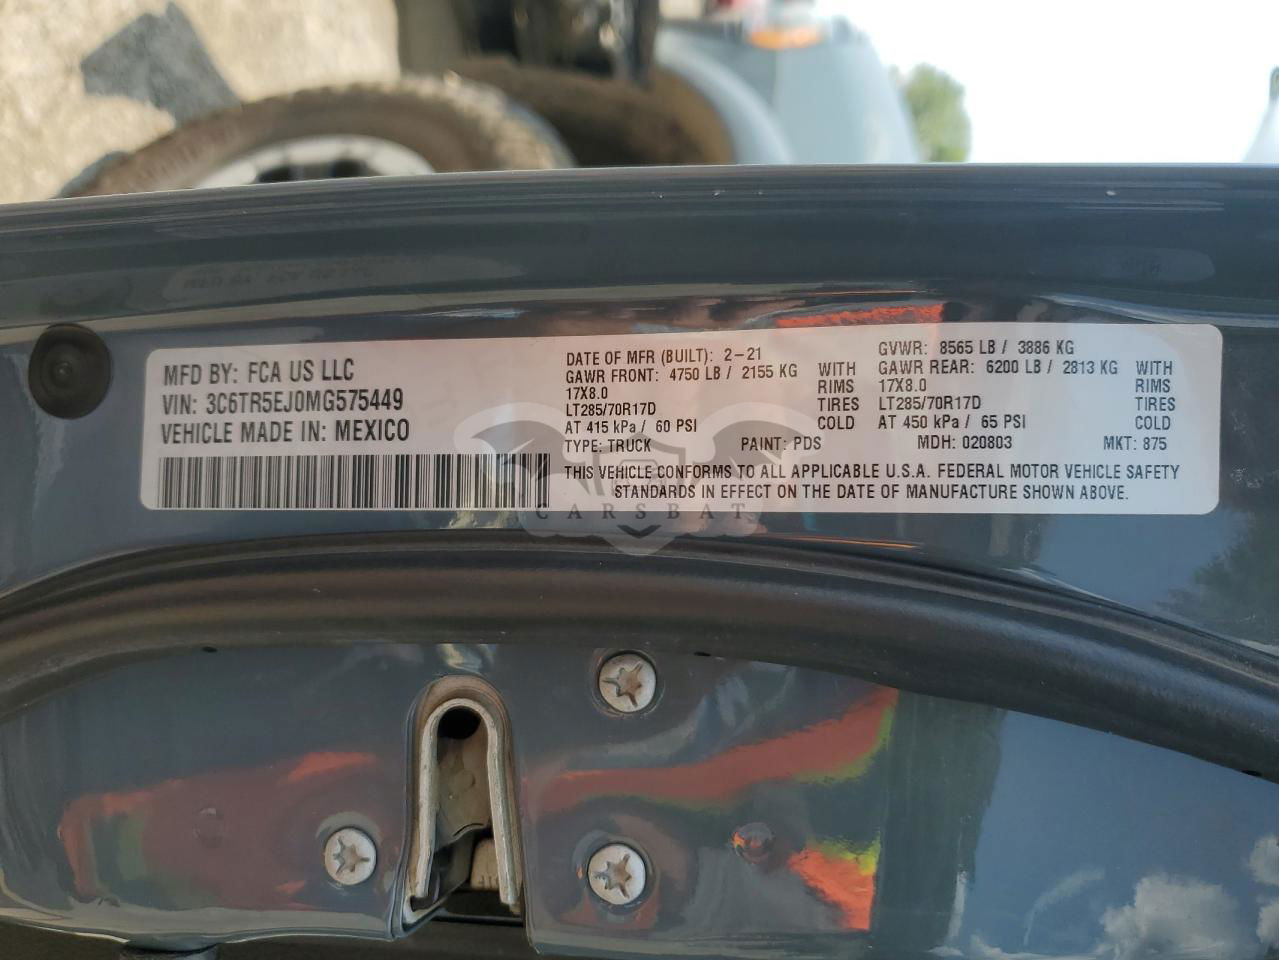 MFD BY: FCA US LLC
VIN: 3C6TR5EJ0MG575449
VEHICLE MADE IN: MEXICO
DATE OF MFR (BUILT): 2-21
GAWR FRONT: 4750 LB / 2155 KG WITH
17X8.0 RIMS
LT285/70R17D TIRES
AT 415 kPa / 60 PSI COLD
GVWR: 8565 LB / 3886 KG
GAWR REAR: 6200 LB / 2813 KG WITH
17X8.0 RIMS
LT285/70R17D TIRES
AT 450 kPa / 65 PSI COLD
TYPE: TRUCK PAINT: PDS MDH: 020803 MKT: 875
THIS VEHICLE CONFORMS TO ALL APPLICABLE U.S.A. FEDERAL MOTOR VEHICLE SAFETY
STANDARDS IN EFFECT ON THE DATE OF MANUFACTURE SHOWN ABOVE.
CARSBAT